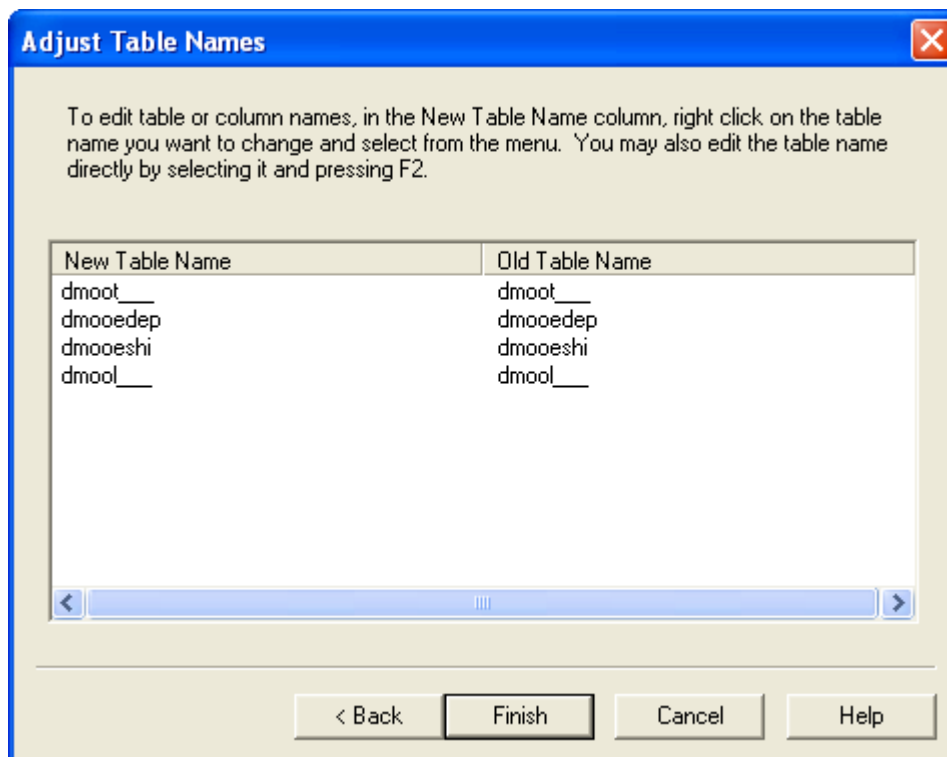 Adjust Table Names
To edit table or column names, in the New Table Name column, right click on the table
name you want to change and select from the menu.  You may also edit the table name
directly by selecting it and pressing F2.
New Table Name Old Table Name
dmoot___ dmoot___
dmooedep dmooedep
dmooeshi dmooeshi
dmool___ dmool___
< Back Finish Cancel Help